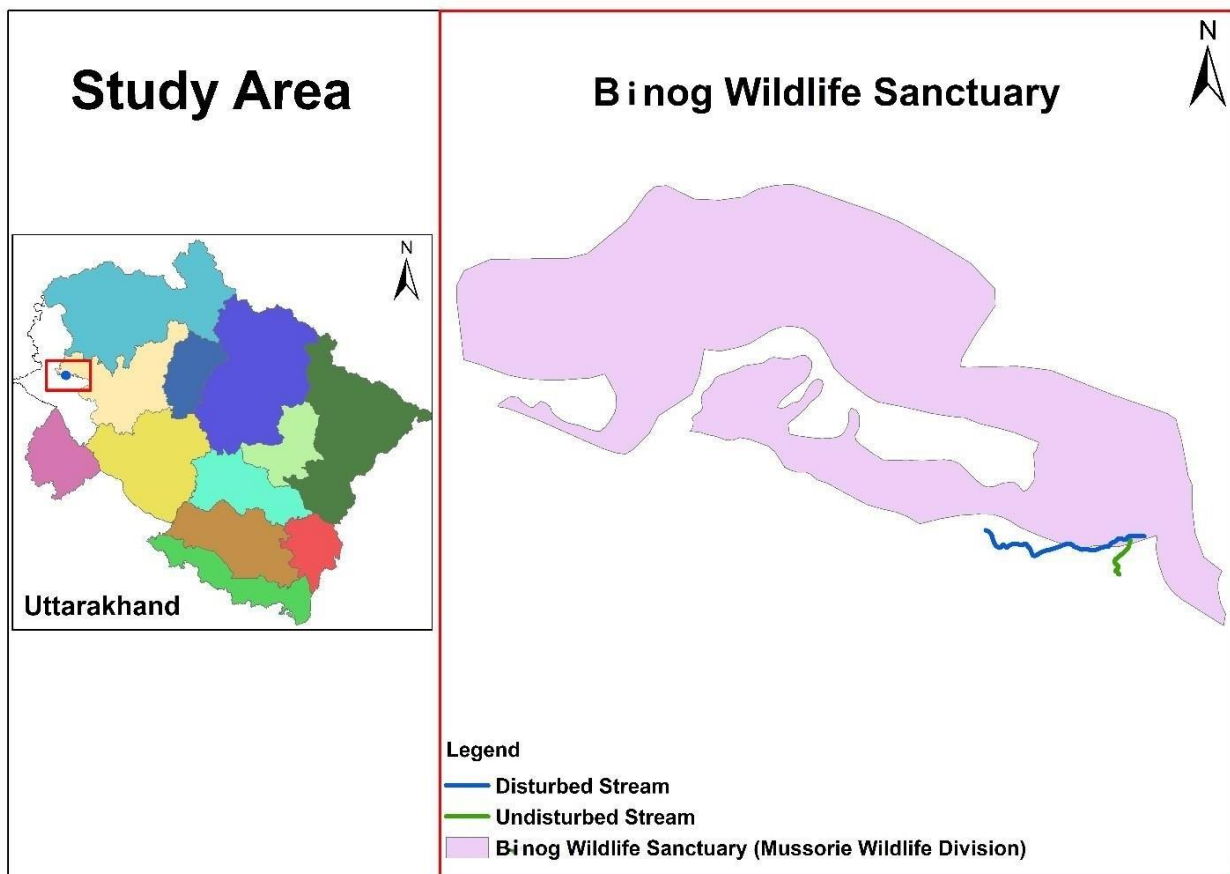 Study Area
N
Uttarakhand
Binog Wildlife Sanctuary
N
Legend
Disturbed Stream
Undisturbed Stream
Binog Wildlife Sanctuary (Mussorie Wildlife Division)